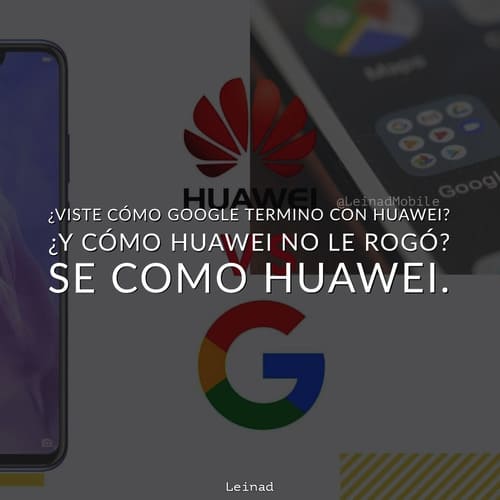 Maps
Google
HUAWEI
@LeinadMobile
¿VISTE CÓMO GOOGLE TERMINO CON HUAWEI?
¿Y CÓMO HUAWEI NO LE ROGÓ?
VS
SE COMO HUAWEI.
G
Leinad